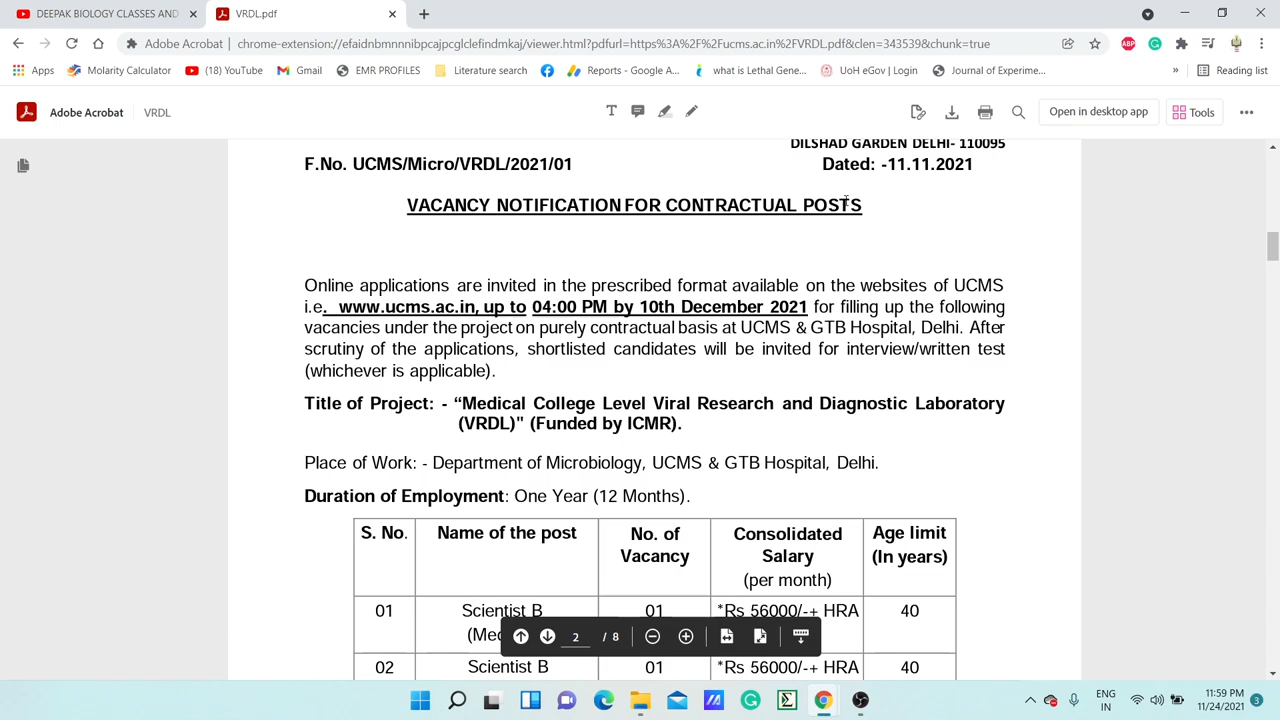 DEEPAK BIOLOGY CLASSES AND
VRDL.pdf
Adobe Acrobat
chrome-extension://efaidnbmnnnibpcajpcglclefindmkaj/viewer.html?pdfurl=https%3A%2F%2Fucms.ac.in%2FVRDL.pdf&clen=343539&chunk=true
Apps
Molarity Calculator
(18) YouTube
Gmail
EMR PROFILES
Literature search
Reports - Google A...
what is Lethal Gene...
UoH eGov | Login
Journal of Experime...
»
Reading list
Adobe Acrobat
VRDL
Open in desktop app
Tools
DILSHAD GARDEN DELHI- 110095
F.No. UCMS/Micro/VRDL/2021/01
Dated: -11.11.2021
VACANCY NOTIFICATION FOR CONTRACTUAL POSTS
Online applications are invited in the prescribed format available on the websites of UCMS
i.e. www.ucms.ac.in, up to 04:00 PM by 10th December 2021 for filling up the following
vacancies under the project on purely contractual basis at UCMS & GTB Hospital, Delhi. After
scrutiny of the applications, shortlisted candidates will be invited for interview/written test
(whichever is applicable).
Title of Project: - “Medical College Level Viral Research and Diagnostic Laboratory
(VRDL)" (Funded by ICMR).
Place of Work: - Department of Microbiology, UCMS & GTB Hospital, Delhi.
Duration of Employment: One Year (12 Months).
S. No.
Name of the post
No. of
Vacancy
Consolidated
Salary
(per month)
Age limit
(In years)
01
Scientist B
(Med
01
*Rs 56000/-+ HRA
40
02
Scientist B
01
*Rs 56000/-+ HRA
40
2 / 8
ENG
IN
11:59 PM
11/24/2021
3